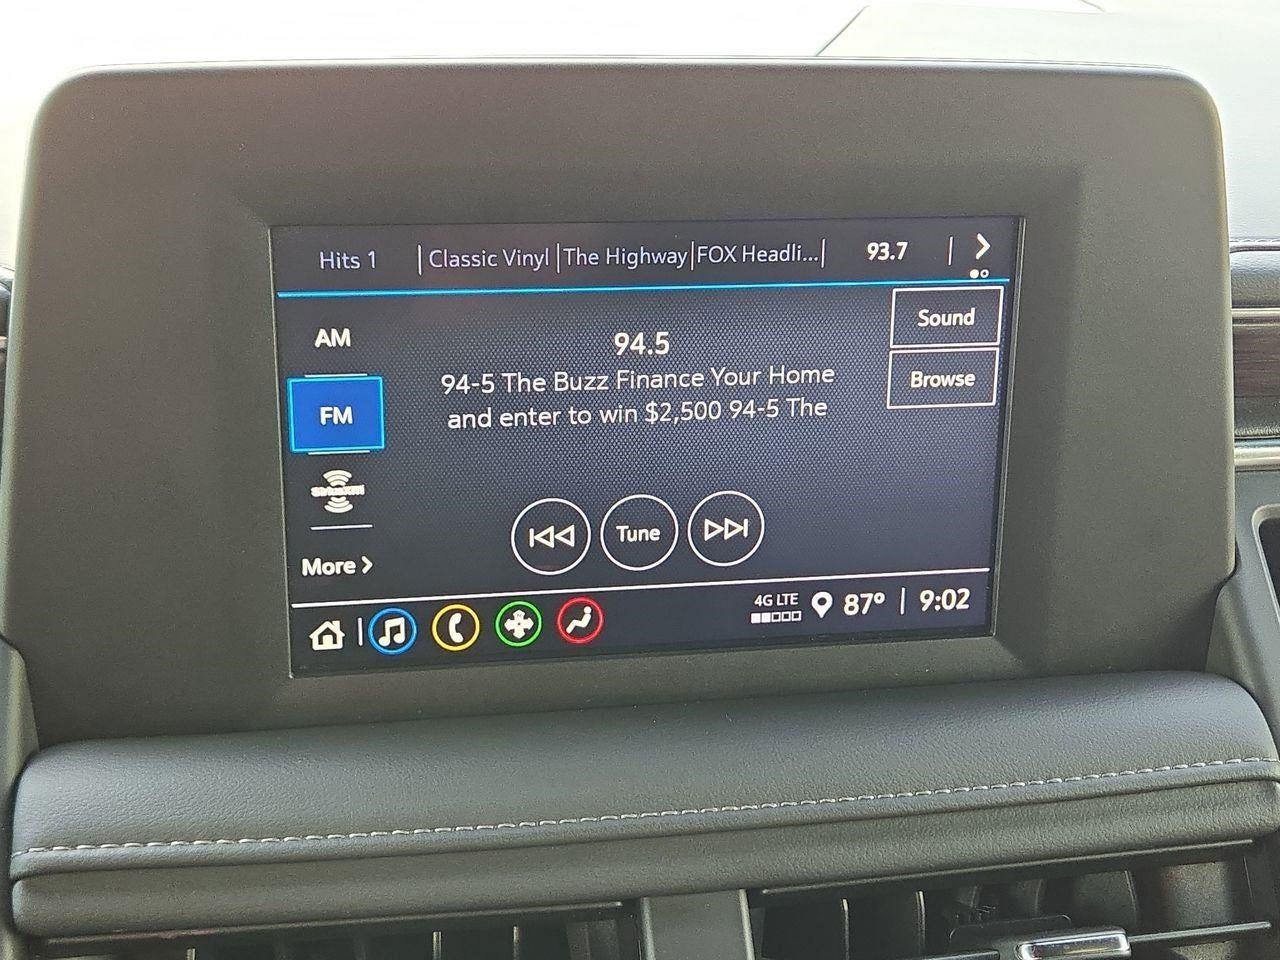 Hits 1 | Classic Vinyl | The Highway | FOX Headli... | 93.7 | >
AM
94.5
Sound
94-5 The Buzz Finance Your Home
and enter to win $2,500 94-5 The
Browse
FM
SiriusXM
Tune
More >
4G LTE
87° | 9:02